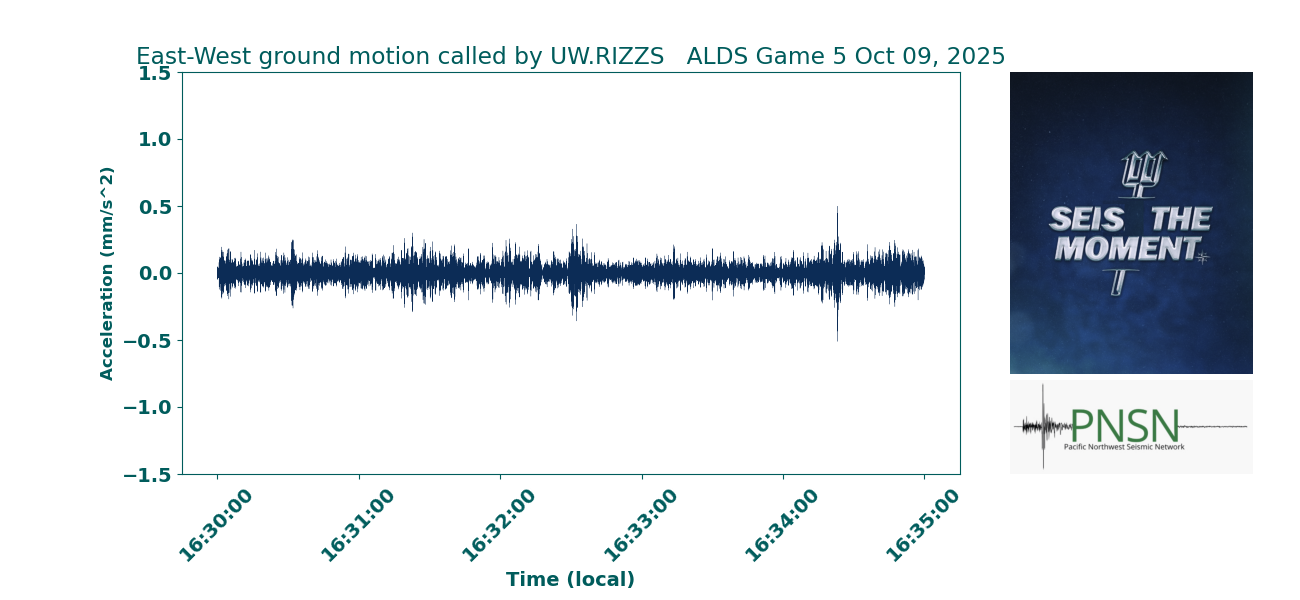 East-West ground motion called by UW.RIZZS   ALDS Game 5 Oct 09, 2025
1.5
1.0
0.5
0.0
−0.5
−1.0
−1.5
Acceleration (mm/s^2)
16:30:00
16:31:00
16:32:00
16:33:00
16:34:00
16:35:00
Time (local)
SEIS THE
MOMENT
PNSN
Pacific Northwest Seismic Network